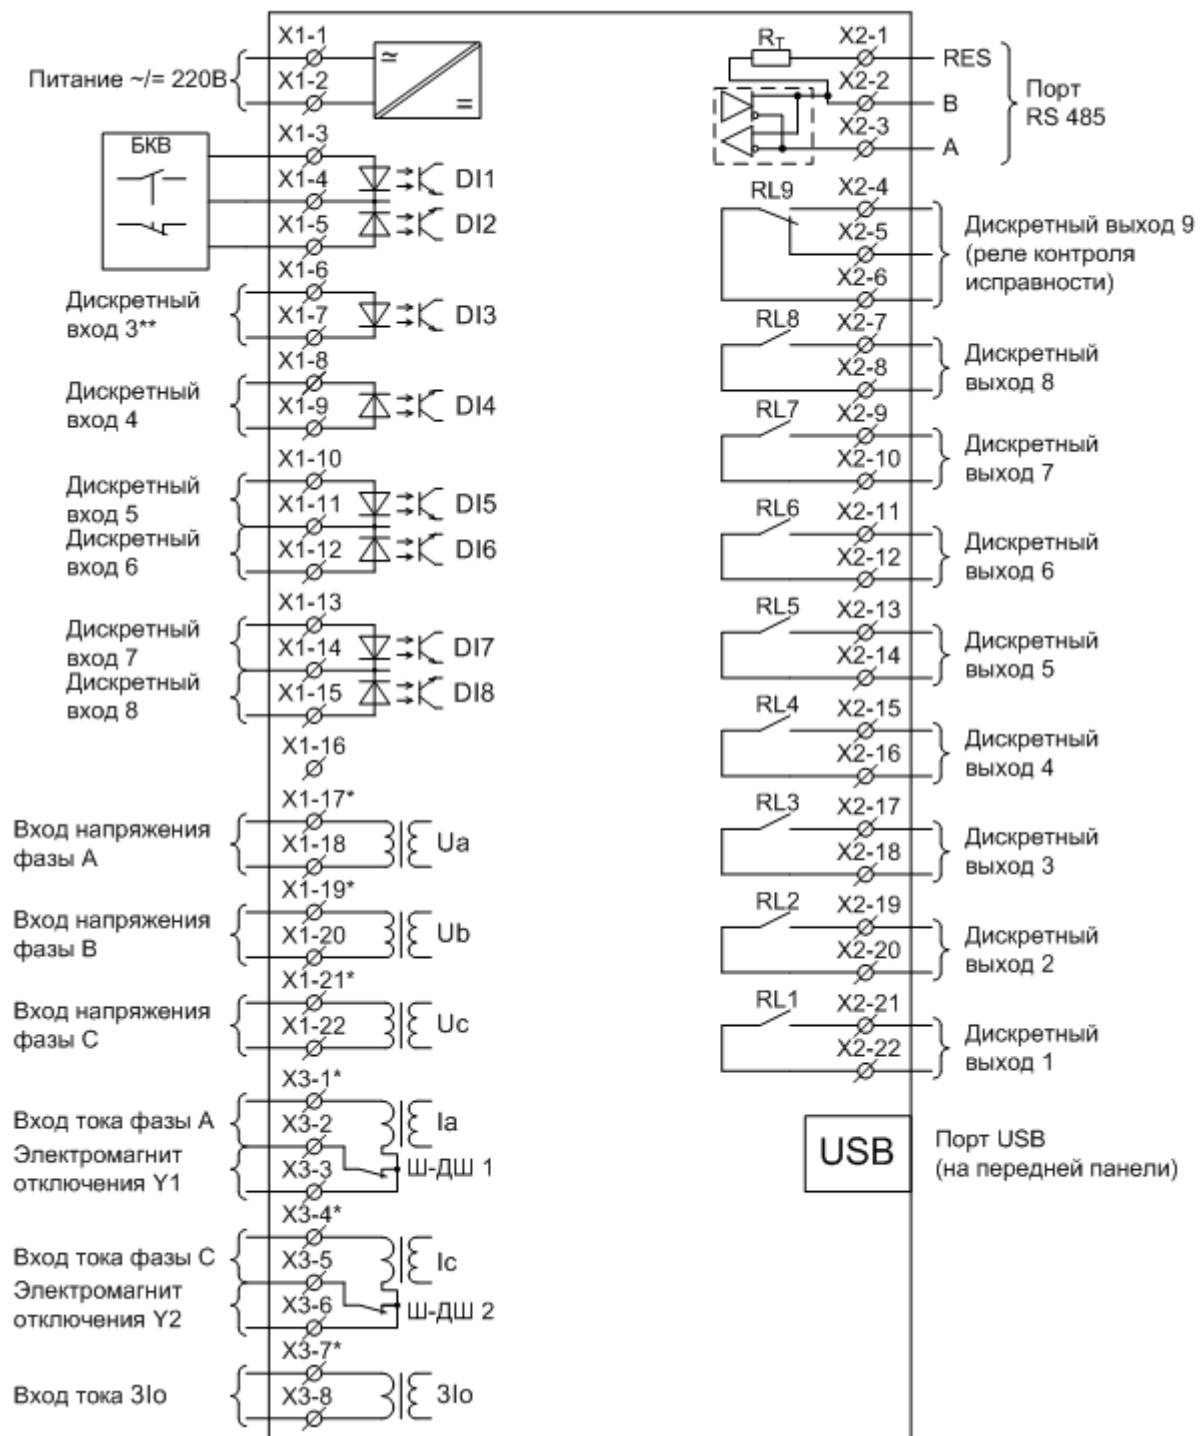 X1-1
Питание ~/= 220В
X1-2
≃
=
БКВ
X1-3
X1-4
DI1
X1-5
DI2
X1-6
Дискретный
вход 3**
X1-7
DI3
X1-8
Дискретный
вход 4
X1-9
DI4
X1-10
Дискретный
вход 5
X1-11
DI5
Дискретный
вход 6
X1-12
DI6
X1-13
Дискретный
вход 7
X1-14
DI7
Дискретный
вход 8
X1-15
DI8
X1-16
X1-17*
Вход напряжения
фазы А
X1-18
Ua
X1-19*
Вход напряжения
фазы В
X1-20
Ub
X1-21*
Вход напряжения
фазы С
X1-22
Uc
X3-1*
Вход тока фазы А
X3-2
Ia
Электромагнит
отключения Y1
X3-3
Ш-ДШ 1
X3-4*
Вход тока фазы С
X3-5
Ic
Электромагнит
отключения Y2
X3-6
Ш-ДШ 2
X3-7*
Вход тока 3Io
X3-8
3Io
RT
X2-1
RES
X2-2
B
X2-3
A
Порт
RS 485
RL9
X2-4
X2-5
X2-6
Дискретный выход 9
(реле контроля
исправности)
RL8
X2-7
X2-8
Дискретный
выход 8
RL7
X2-9
X2-10
Дискретный
выход 7
RL6
X2-11
X2-12
Дискретный
выход 6
RL5
X2-13
X2-14
Дискретный
выход 5
RL4
X2-15
X2-16
Дискретный
выход 4
RL3
X2-17
X2-18
Дискретный
выход 3
RL2
X2-19
X2-20
Дискретный
выход 2
RL1
X2-21
X2-22
Дискретный
выход 1
USB
Порт USB
(на передней панели)